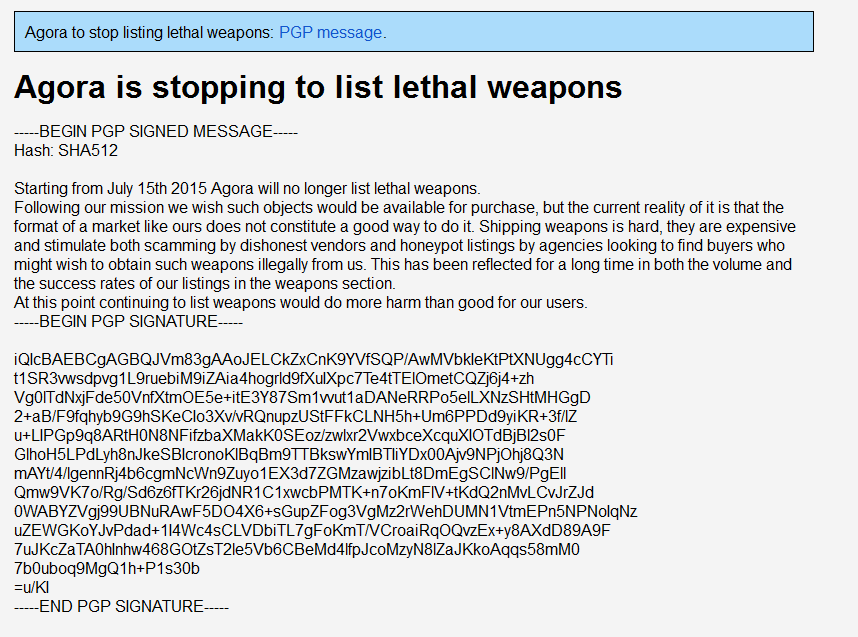 Agora to stop listing lethal weapons: PGP message.
Agora is stopping to list lethal weapons
-----BEGIN PGP SIGNED MESSAGE-----
Hash: SHA512
Starting from July 15th 2015 Agora will no longer list lethal weapons.
Following our mission we wish such objects would be available for purchase, but the current reality of it is that the
format of a market like ours does not constitute a good way to do it. Shipping weapons is hard, they are expensive
and stimulate both scamming by dishonest vendors and honeypot listings by agencies looking to find buyers who
might wish to obtain such weapons illegally from us. This has been reflected for a long time in both the volume and
the success rates of our listings in the weapons section.
At this point continuing to list weapons would do more harm than good for our users.
-----BEGIN PGP SIGNATURE-----
iQIcBAEBCgAGBQJVm83gAAoJELCkZxCnK9YVfSQP/AwMVbkleKtPtXNUgg4cCYTi
t1SR3vwsdpvg1L9ruebiM9iZAia4hogrld9fXulXpc7Te4tTElOmetCQZj6j4+zh
Vg0lTdNxjFde50VnfXtmOE5e+itE3Y87Sm1vvut1aDANeRRPo5elLXNzSHtMHGgD
2+aB/F9fqhyb9G9hSKeClo3Xv/vRQnupzUStFFkCLNH5h+Um6PPDd9yiKR+3f/lZ
u+LlPGp9q8ARtH0N8NFifzbaXMakK0SEoz/zwlxr2VwxbceXcquXlOTdBjBl2s0F
GlhoH5LPdLyh8nJkeSBlcronoKlBqBm9TTBkswYmlBTliYDx00Ajv9NPjOhj8Q3N
mAYt/4/lgennRj4b6cgmNcWn9Zuyo1EX3d7ZGMzawjzibLt8DmEgSClNw9/PgEll
Qmw9VK7o/Rg/Sd6z6fTKr26jdNR1C1xwcbPMTK+n7oKmFlV+tKdQ2nMvLCvJrZJd
0WABYZVgj99UBNuRAwF5DO4X6+sGupZFog3VgMz2rWehDUMN1VtmEPn5NPNolqNz
uZEWGKoYJvPdad+1l4Wc4sCLVDbiTL7gFoKmT/VCroaiRqOQvzEx+y8AXdD89A9F
7uJKcZaTA0hlnhw468GOtZsT2le5Vb6CBeMd4lfpJcoMzyN8lZaJKkoAqqs58mM0
7b0uboq9MgQ1h+P1s30b
=u/Kl
-----END PGP SIGNATURE-----